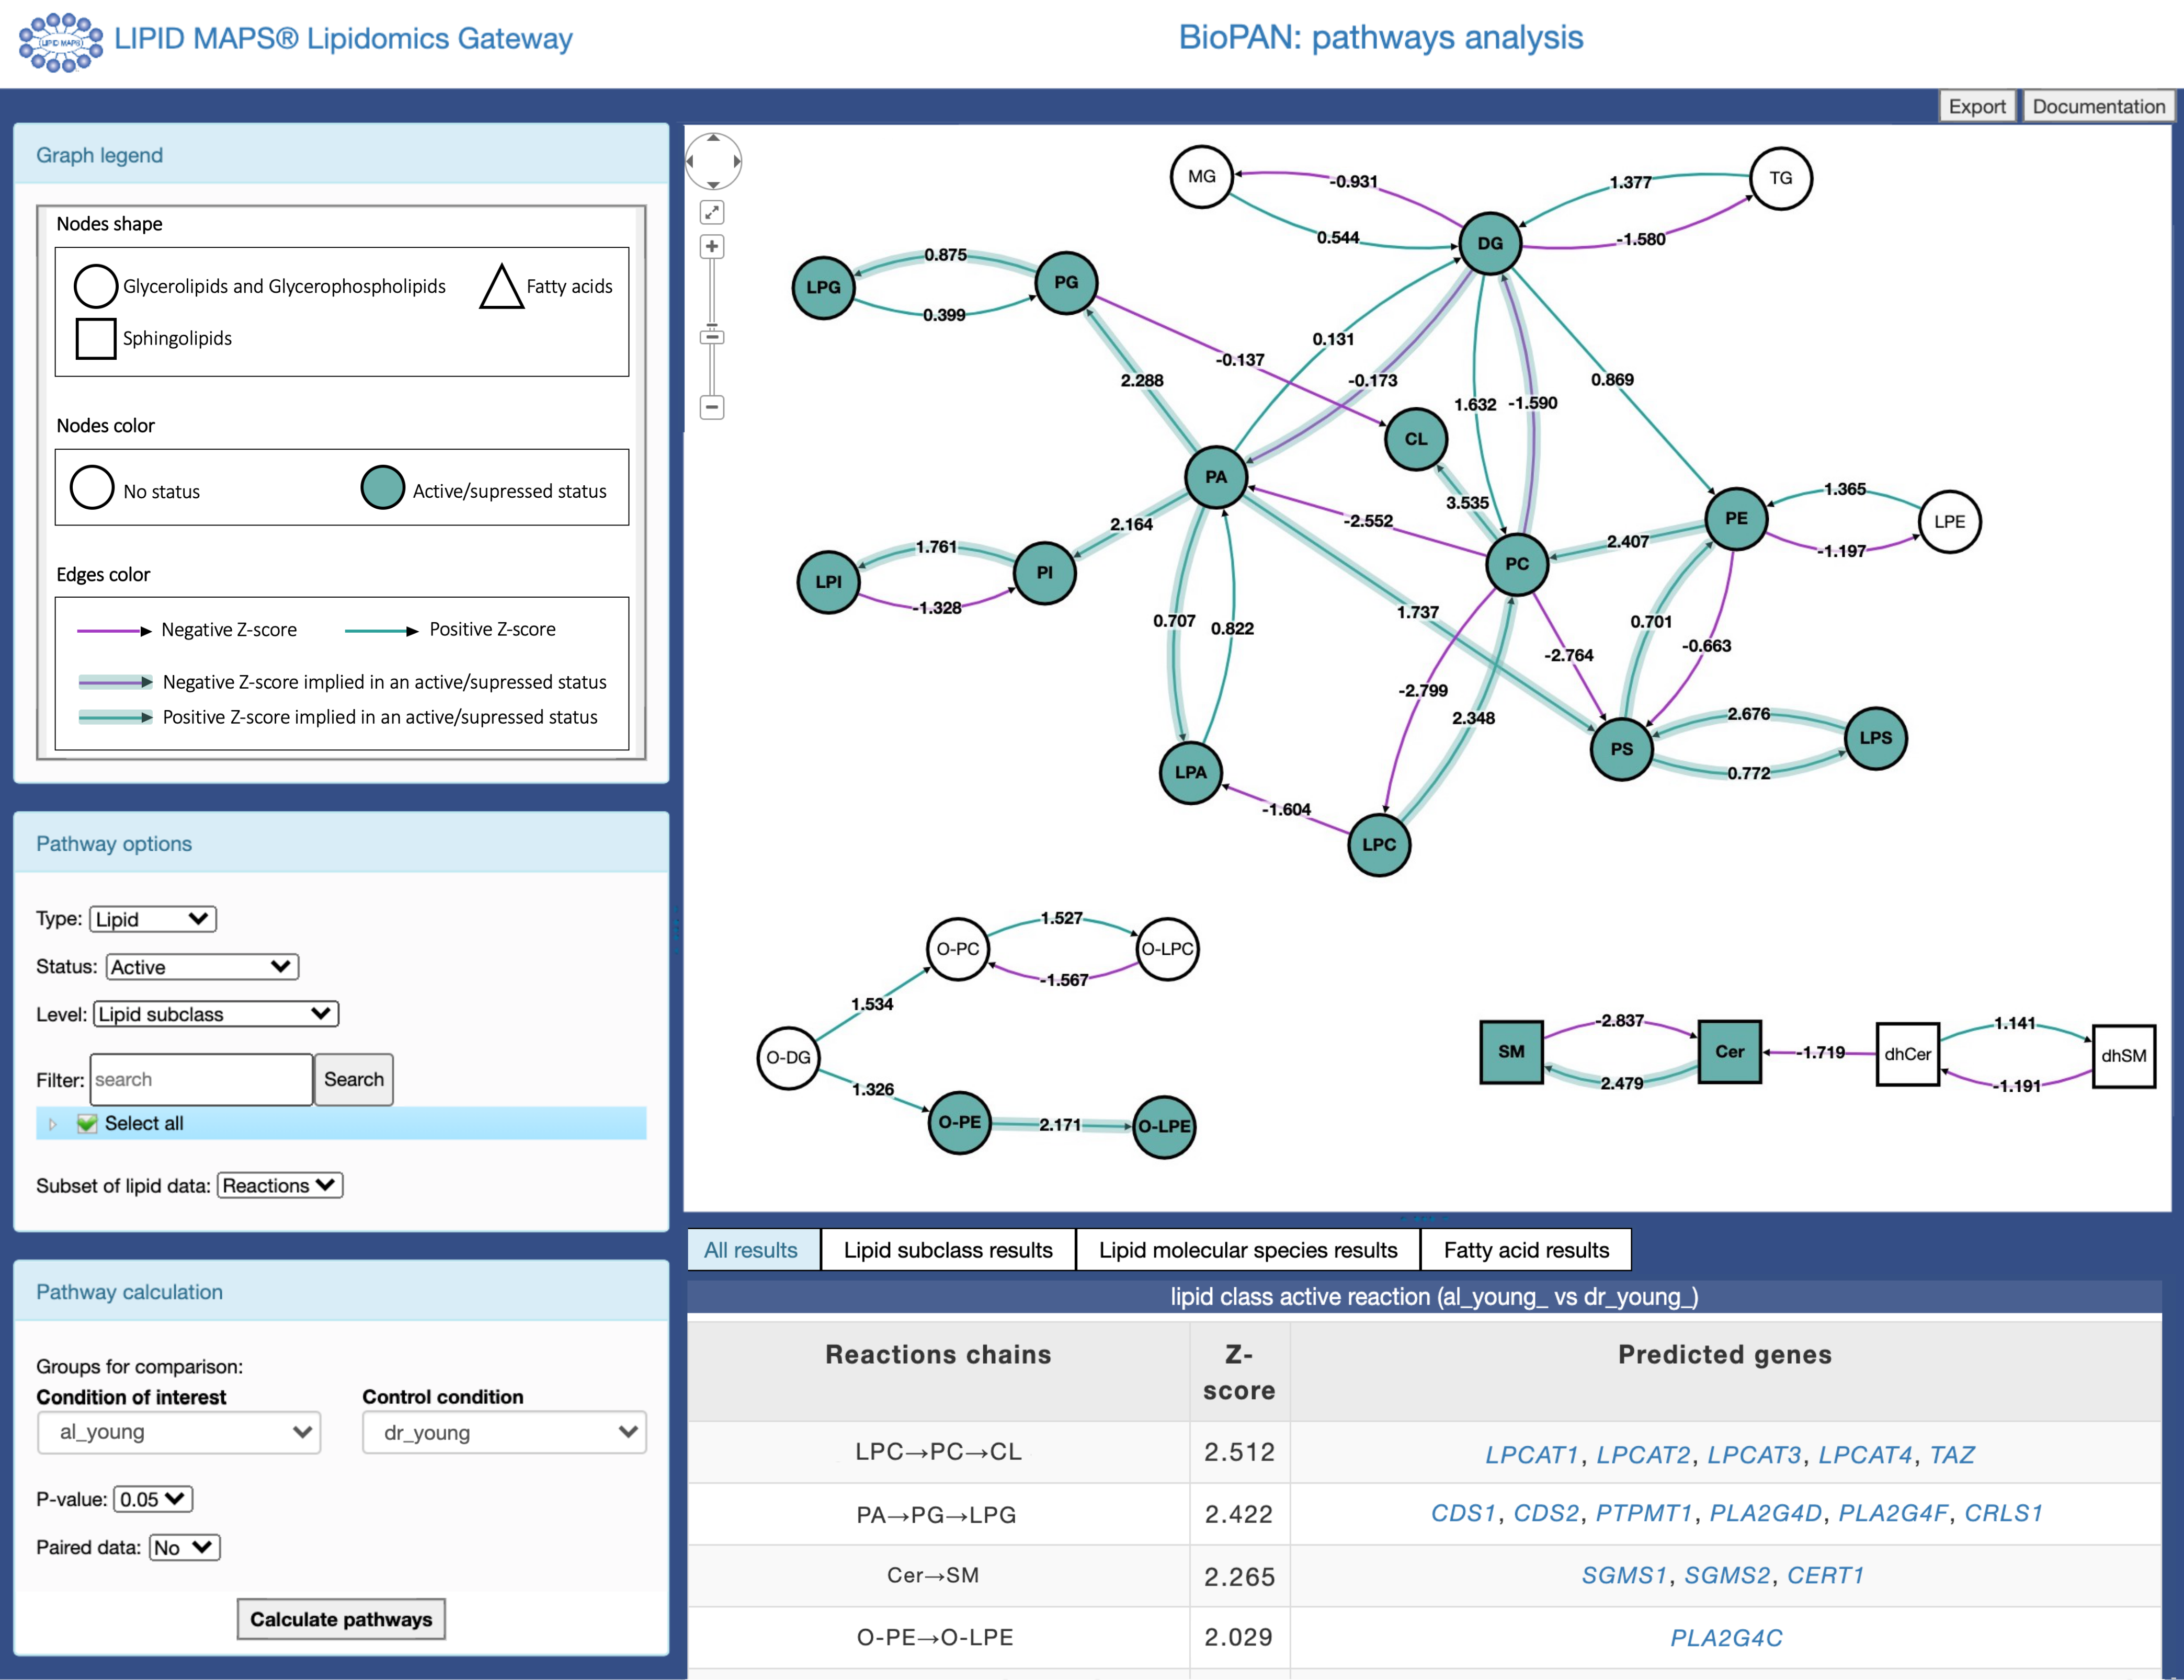 LIPID MAPS
LIPID MAPS® Lipidomics Gateway
BioPAN: pathways analysis
Export
Documentation
Graph legend
Nodes shape
Glycerolipids and Glycerophospholipids
Fatty acids
Sphingolipids
Nodes color
No status
Active/supressed status
Edges color
Negative Z-score
Positive Z-score
Negative Z-score implied in an active/supressed status
Positive Z-score implied in an active/supressed status
Pathway options
Type: Lipid
Status: Active
Level: Lipid subclass
Filter: search Search
Select all
Subset of lipid data: Reactions
Pathway calculation
Groups for comparison:
Condition of interest
Control condition
al_young
dr_young
P-value: 0.05
Paired data: No
Calculate pathways
MG
-0.931
1.377
TG
0.544
DG
-1.580
LPG
0.875
PG
0.399
0.131
-0.137
2.288
-0.173
1.632
-1.590
0.869
CL
PA
3.535
-2.552
2.164
PE
1.365
LPE
-1.197
2.407
PC
LPI
1.761
PI
-1.328
0.707
0.822
1.737
0.701
-0.663
-2.764
-2.799
2.348
PS
2.676
LPS
0.772
LPA
-1.604
LPC
O-PC
1.527
O-LPC
-1.567
1.534
O-DG
1.326
O-PE
2.171
O-LPE
SM
-2.837
Cer
2.479
-1.719
dhCer
1.141
dhSM
-1.191
All results
Lipid subclass results
Lipid molecular species results
Fatty acid results
lipid class active reaction (al_young_ vs dr_young_)
Reactions chains
Z-
score
Predicted genes
LPC→PC→CL
2.512
LPCAT1, LPCAT2, LPCAT3, LPCAT4, TAZ
PA→PG→LPG
2.422
CDS1, CDS2, PTPMT1, PLA2G4D, PLA2G4F, CRLS1
Cer→SM
2.265
SGMS1, SGMS2, CERT1
O-PE→O-LPE
2.029
PLA2G4C